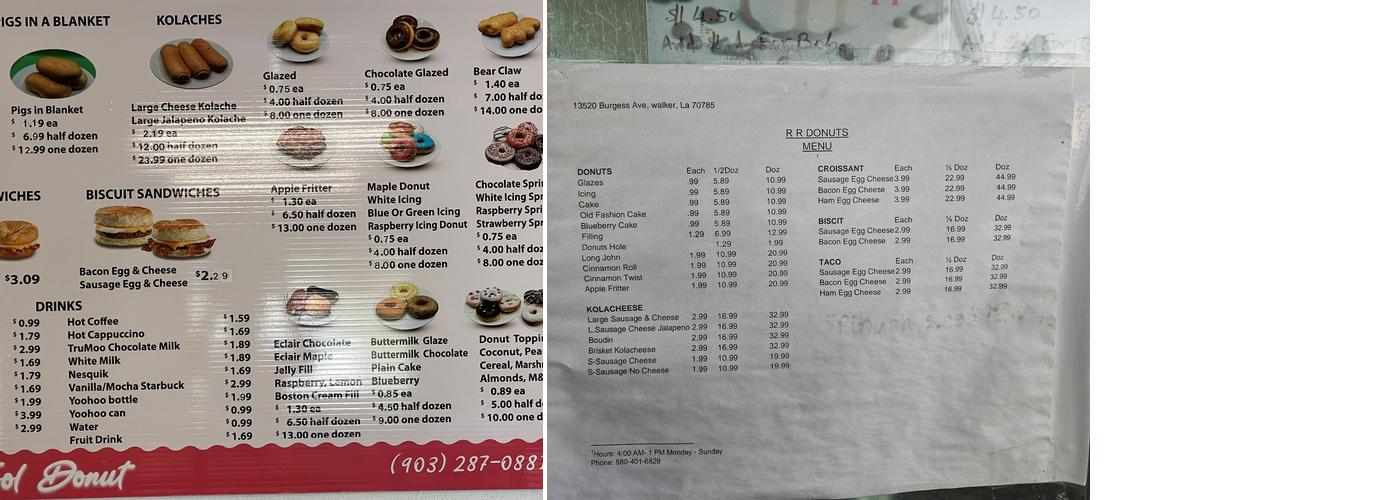 PIGS IN A BLANKET
Pigs in Blanket
$ 1.19 ea
$ 6.99 half dozen
$ 12.99 one dozen
KOLACHES
Large Cheese Kolache
Large Jalapeno Kolache
$ 2.19 ea
$ 12.00 half dozen
$ 23.99 one dozen
Glazed
$ 0.75 ea
$ 4.00 half dozen
$ 8.00 one dozen
Chocolate Glazed
$ 0.75 ea
$ 4.00 half dozen
$ 8.00 one dozen
Bear Claw
$ 1.40 ea
$ 7.00 half
$ 14.00 one
$3.09
BISCUIT SANDWICHES
Bacon Egg & Cheese
Sausage Egg & Cheese
$2.29
Apple Fritter
$ 1.30 ea
$ 6.50 half dozen
$ 13.00 one dozen
Maple Donut
White Icing
Blue Or Green Icing
Raspberry Icing Donut
$ 0.75 ea
$ 4.00 half dozen
$ 8.00 one dozen
Chocolate
White Icing
Raspberry
Strawberry
$ 0.75 ea
$ 4.00 half
$ 8.00 one
DRINKS
$ 0.99
$ 1.79
$ 2.99
$ 1.69
$ 1.79
$ 1.69
$ 1.99
$ 3.99
$ 2.99
Hot Coffee $ 1.59
Hot Cappuccino $ 1.69
TruMoo Chocolate Milk $ 1.89
White Milk $ 1.89
Nesquik $ 1.69
Vanilla/Mocha Starbuck $ 2.99
Yoohoo bottle $ 1.99
Yoohoo can $ 0.99
Water $ 0.99
Fruit Drink $ 1.69
Eclair Chocolate
Eclair Maple
Jelly Fill
Raspberry, Lemon
Boston Cream Fill
$ 1.30 ea
$ 6.50 half dozen
$ 13.00 one dozen
Buttermilk Glaze
Buttermilk Chocolate
Plain Cake
Blueberry
$ 0.85 ea
$ 4.50 half dozen
$ 9.00 one dozen
Donut
Coconut,
Cereal,
Almonds,
$ 0.89 ea
$ 5.00 half
$ 10.00 one
Donut
(903) 287-0881
$14.50
$14.50
13520 Burgess Ave, walker, La 70785
R R DONUTS
MENU
DONUTS Each 1/2Doz Doz
Glazes .99 5.89 10.99
Icing .99 5.89 10.99
Cake .99 5.89 10.99
Old Fashion Cake .99 5.89 10.99
Blueberry Cake .99 5.89 10.99
Filling 1.29 6.99 12.99
Donuts Hole 1.29 1.99
Long John 1.99 10.99 20.99
Cinnamon Roll 1.99 10.99 20.99
Cinnamon Twist 1.99 10.99 20.99
Apple Fritter 1.99 10.99 20.99
KOLACHEESE
Large Sausage & Cheese 2.99 16.99 32.99
L.Sausage Cheese Jalapeno 2.99 16.99 32.99
Boudin 2.99 16.99 32.99
Brisket Kolacheese 2.99 16.99 32.99
S-Sausage Cheese 1.99 10.99 19.99
S-Sausage No Cheese 1.99 10.99 19.99
CROISSANT Each ½ Doz Doz
Sausage Egg Cheese 3.99 22.99 44.99
Bacon Egg Cheese 3.99 22.99 44.99
Ham Egg Cheese 3.99 22.99 44.99
BISCIT Each ½ Doz Doz
Sausage Egg Cheese 2.99 16.99 32.99
Bacon Egg Cheese 2.99 16.99 32.99
TACO Each ½ Doz Doz
Sausage Egg Cheese 2.99 16.99 32.99
Bacon Egg Cheese 2.99 16.99 32.99
Ham Egg Cheese 2.99 16.99 32.99
1Hours: 4:00 AM- 1 PM Monday - Sunday
Phone: 580-401-6829